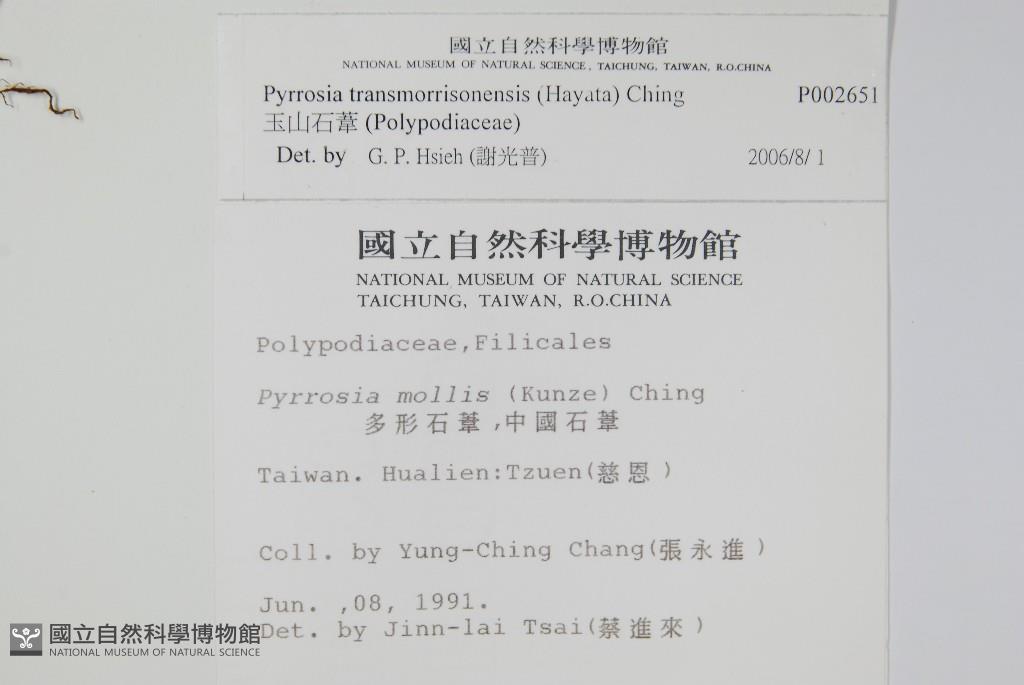 國立自然科學博物館
NATIONAL MUSEUM OF NATURAL SCIENCE, TAICHUNG, TAIWAN, R.O.CHINA
Pyrrosia transmorrisonensis (Hayata) Ching P002651
玉山石葦 (Polypodiaceae)
Det. by G. P. Hsieh (謝光普) 2006/8/ 1
國立自然科學博物館
NATIONAL MUSEUM OF NATURAL SCIENCE
TAICHUNG, TAIWAN, R.O.CHINA
Polypodiaceae,Filicales
Pyrrosia mollis (Kunze) Ching
多形石葦,中國石葦
Taiwan. Hualien:Tzuen(慈恩)
Coll. by Yung-Ching Chang(張永進)
Jun. ,08, 1991.
Det. by Jinn-lai Tsai(蔡進來)
國立自然科學博物館
NATIONAL MUSEUM OF NATURAL SCIENCE